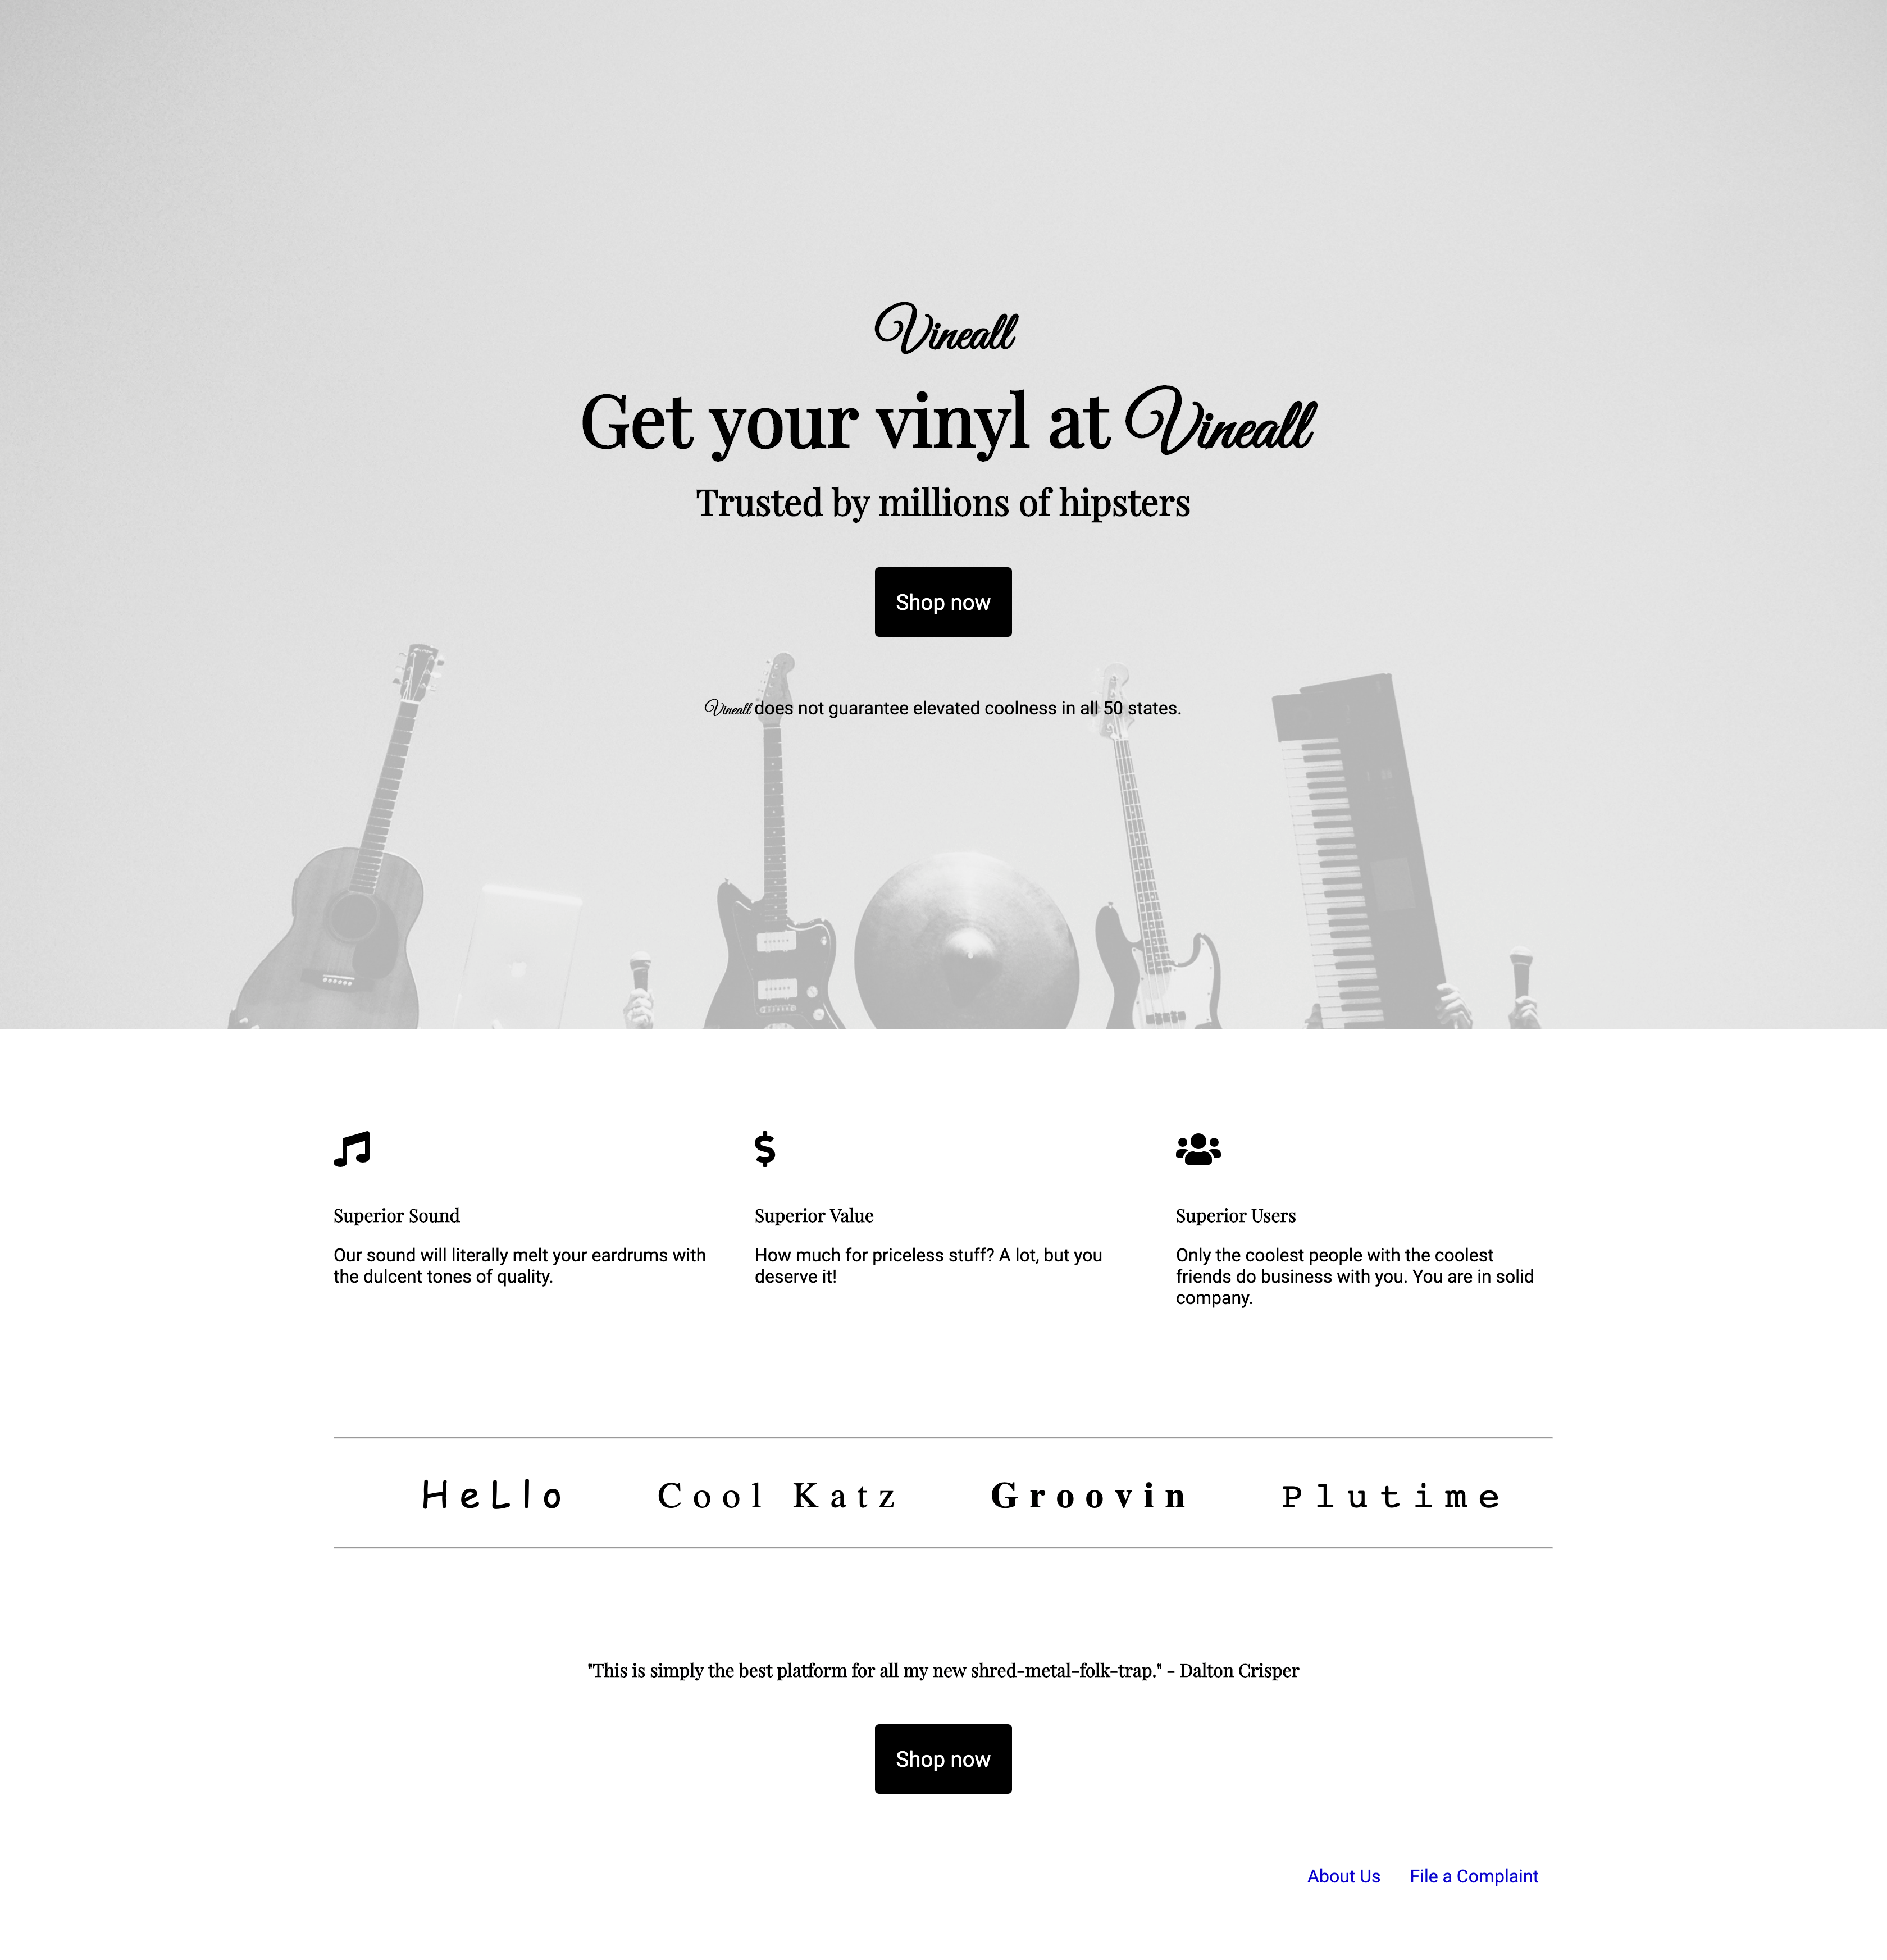 Vineall
Get your vinyl at Vineall
Trusted by millions of hipsters
Shop now
Vineall does not guarantee elevated coolness in all 50 states.
Superior Sound
Our sound will literally melt your eardrums with
the dulcent tones of quality.
Superior Value
How much for priceless stuff? A lot, but you
deserve it!
Superior Users
Only the coolest people with the coolest
friends do business with you. You are in solid
company.
HeLlo
Cool Katz
Groovin
Plutime
"This is simply the best platform for all my new shred-metal-folk-trap." - Dalton Crisper
Shop now
About Us
File a Complaint